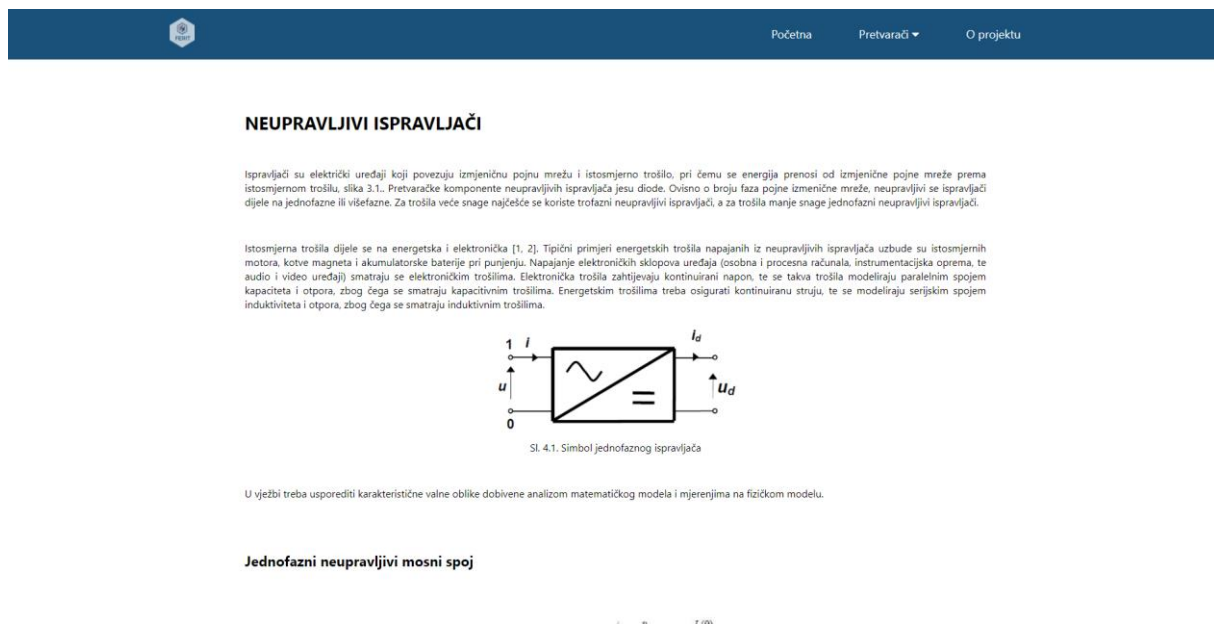 FERIT
Početna
Pretvarači
O projektu
NEUPRAVLJIVI ISPRAVLJAČI
Ispravljači su električki uređaji koji povezuju izmjeničnu pojnu mrežu i istosmjerno trošilo, pri čemu se energija prenosi od izmjenične pojne mreže prema
istosmjernom trošilu, slika 3.1.. Pretvaračke komponente neupravljivih ispravljača jesu diode. Ovisno o broju faza pojne izmenične mreže, neupravljivi se ispravljači
dijele na jednofazne ili višefazne. Za trošila veće snage najčešće se koriste trofazni neupravljivi ispravljači, a za trošila manje snage jednofazni neupravljivi ispravljači.
Istosmjerna trošila dijele se na energetska i elektronička [1, 2]. Tipični primjeri energetskih trošila napajanih iz neupravljivih ispravljača uzbude su istosmjernih
motora, kotve magneta i akumulatorske baterije pri punjenju. Napajanje elektroničkih sklopova uređaja (osobna i procesna računala, instrumentacijska oprema, te
audio i video uređaji) smatraju se elektroničkim trošilima. Elektronička trošila zahtijevaju kontinuirani napon, te se takva trošila modeliraju paralelnim spojem
kapaciteta i otpora, zbog čega se smatraju kapacitivnim trošilima. Energetskim trošilima treba osigurati kontinuiranu struju, te se modeliraju serijskim spojem
induktiviteta i otpora, zbog čega se smatraju induktivnim trošilima.
1 i
i_d
u
u_d
0
Sl. 4.1. Simbol jednofaznog ispravljača
U vježbi treba usporediti karakteristične valne oblike dobivene analizom matematičkog modela i mjerenjima na fizičkom modelu.
Jednofazni neupravljivi mosni spoj